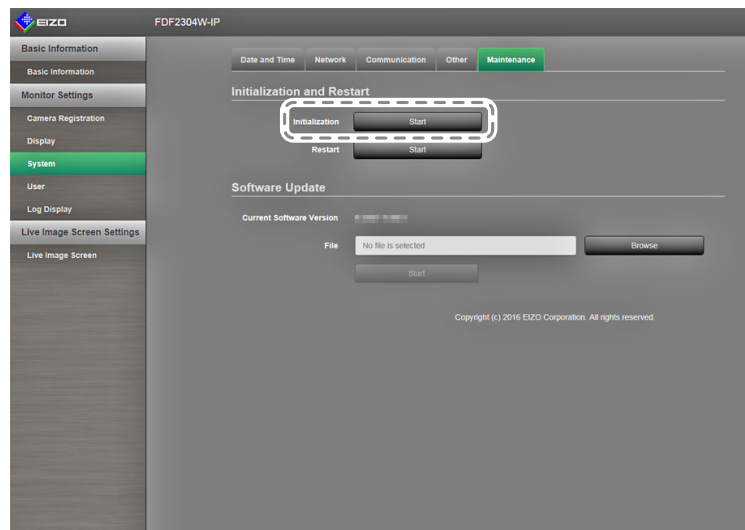 EIZO
FDF2304W-IP
Basic Information
Basic Information
Monitor Settings
Camera Registration
Display
System
User
Log Display
Live Image Screen Settings
Live Image Screen
Date and Time Network Communication Other Maintenance
Initialization and Restart
Initialization Start
Restart Start
Software Update
Current Software Version
File No file is selected Browse
Start
Copyright (c) 2016 EIZO Corporation. All rights reserved.